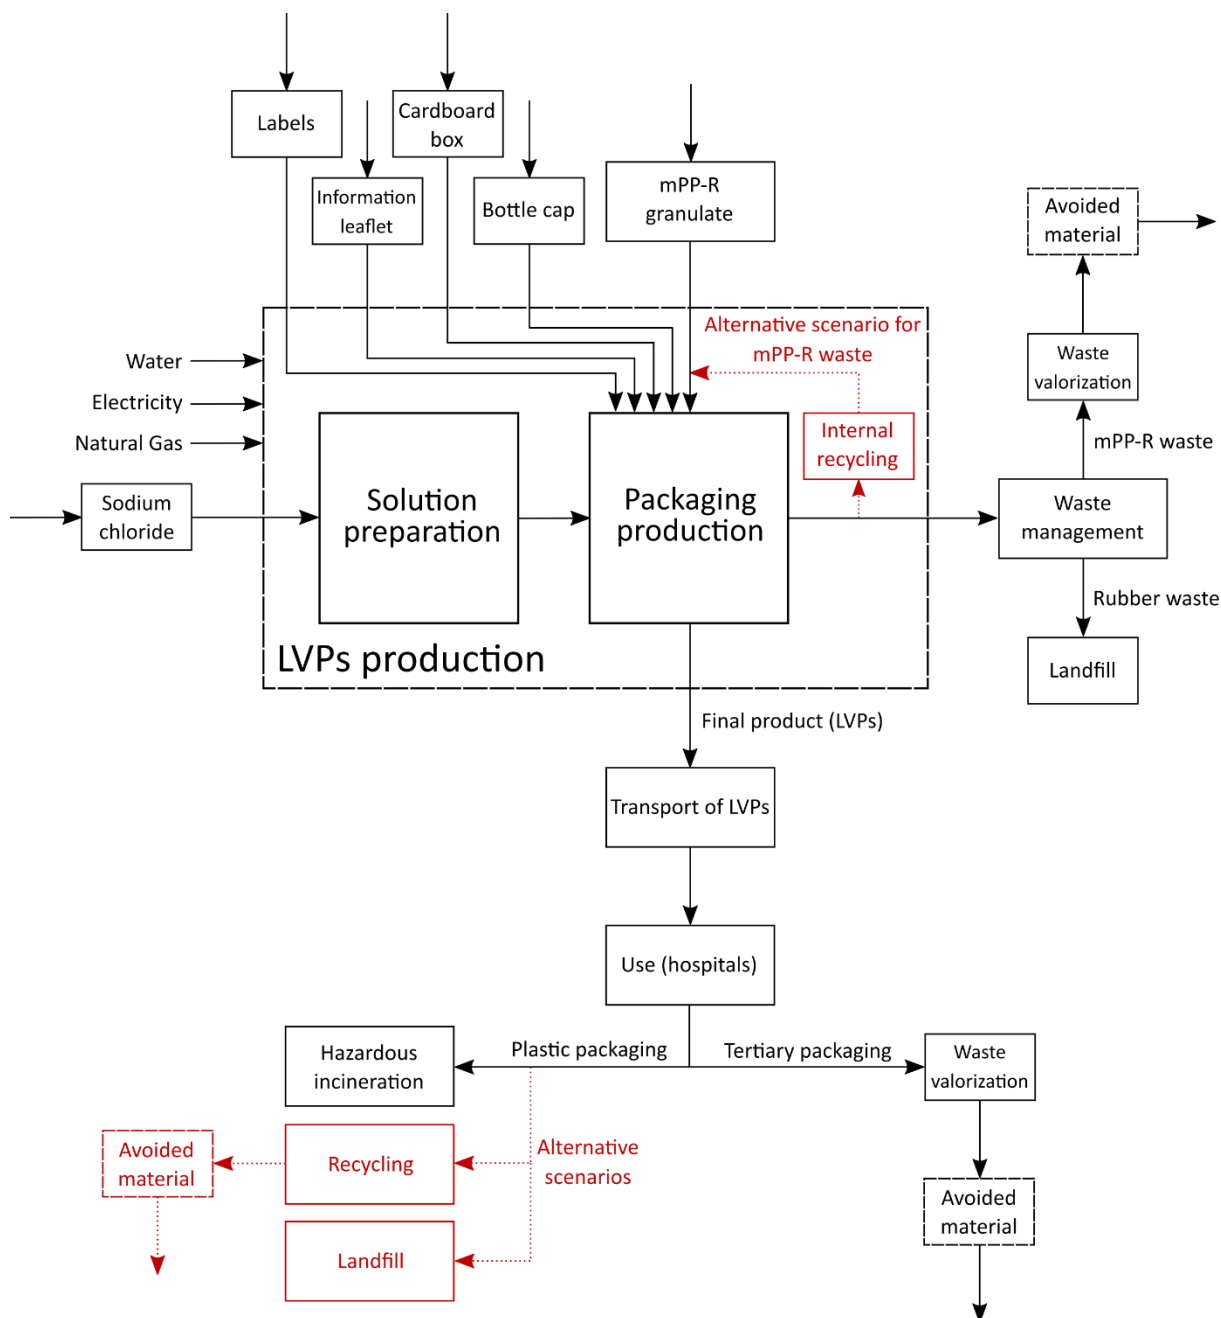 Labels
Cardboard
box
Information
leaflet
Bottle cap
mPP-R
granulate
Avoided
material
Alternative scenario for
mPP-R waste
Water
Electricity
Natural Gas
Waste
valorization
Internal
recycling
mPP-R waste
Sodium
chloride
Solution
preparation
Packaging
production
Waste
management
Rubber waste
LVPs production
Landfill
Final product (LVPs)
Transport of LVPs
Use (hospitals)
Hazardous
incineration
Plastic packaging
Tertiary packaging
Waste
valorization
Avoided
material
Recycling
Alternative
scenarios
Avoided
material
Landfill